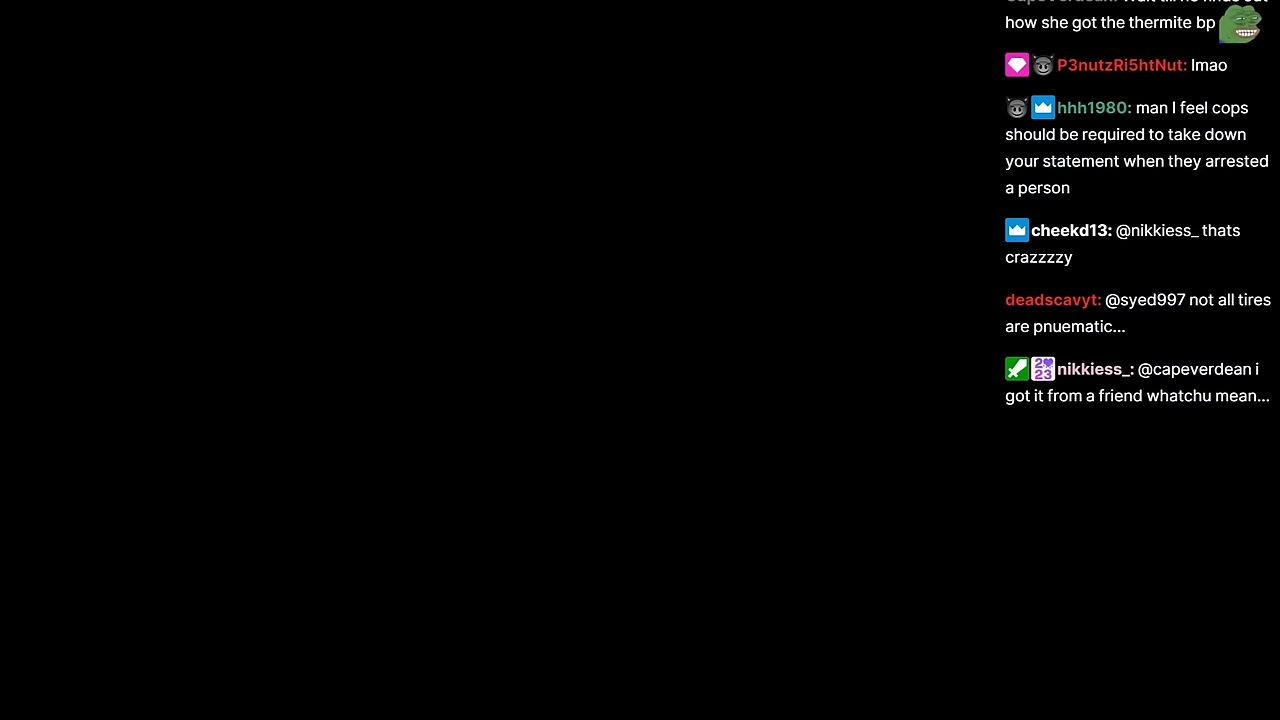 how she got the thermite bp
P3nutzRi5htNut: lmao
hhh1980: man I feel cops
should be required to take down
your statement when they arrested
a person
cheekd13: @nikkiess_ thats
crazzzzy
deadscavyt: @syed997 not all tires
are pnuematic...
2 23
nikkiess_: @capeverdean i
got it from a friend whatchu mean...